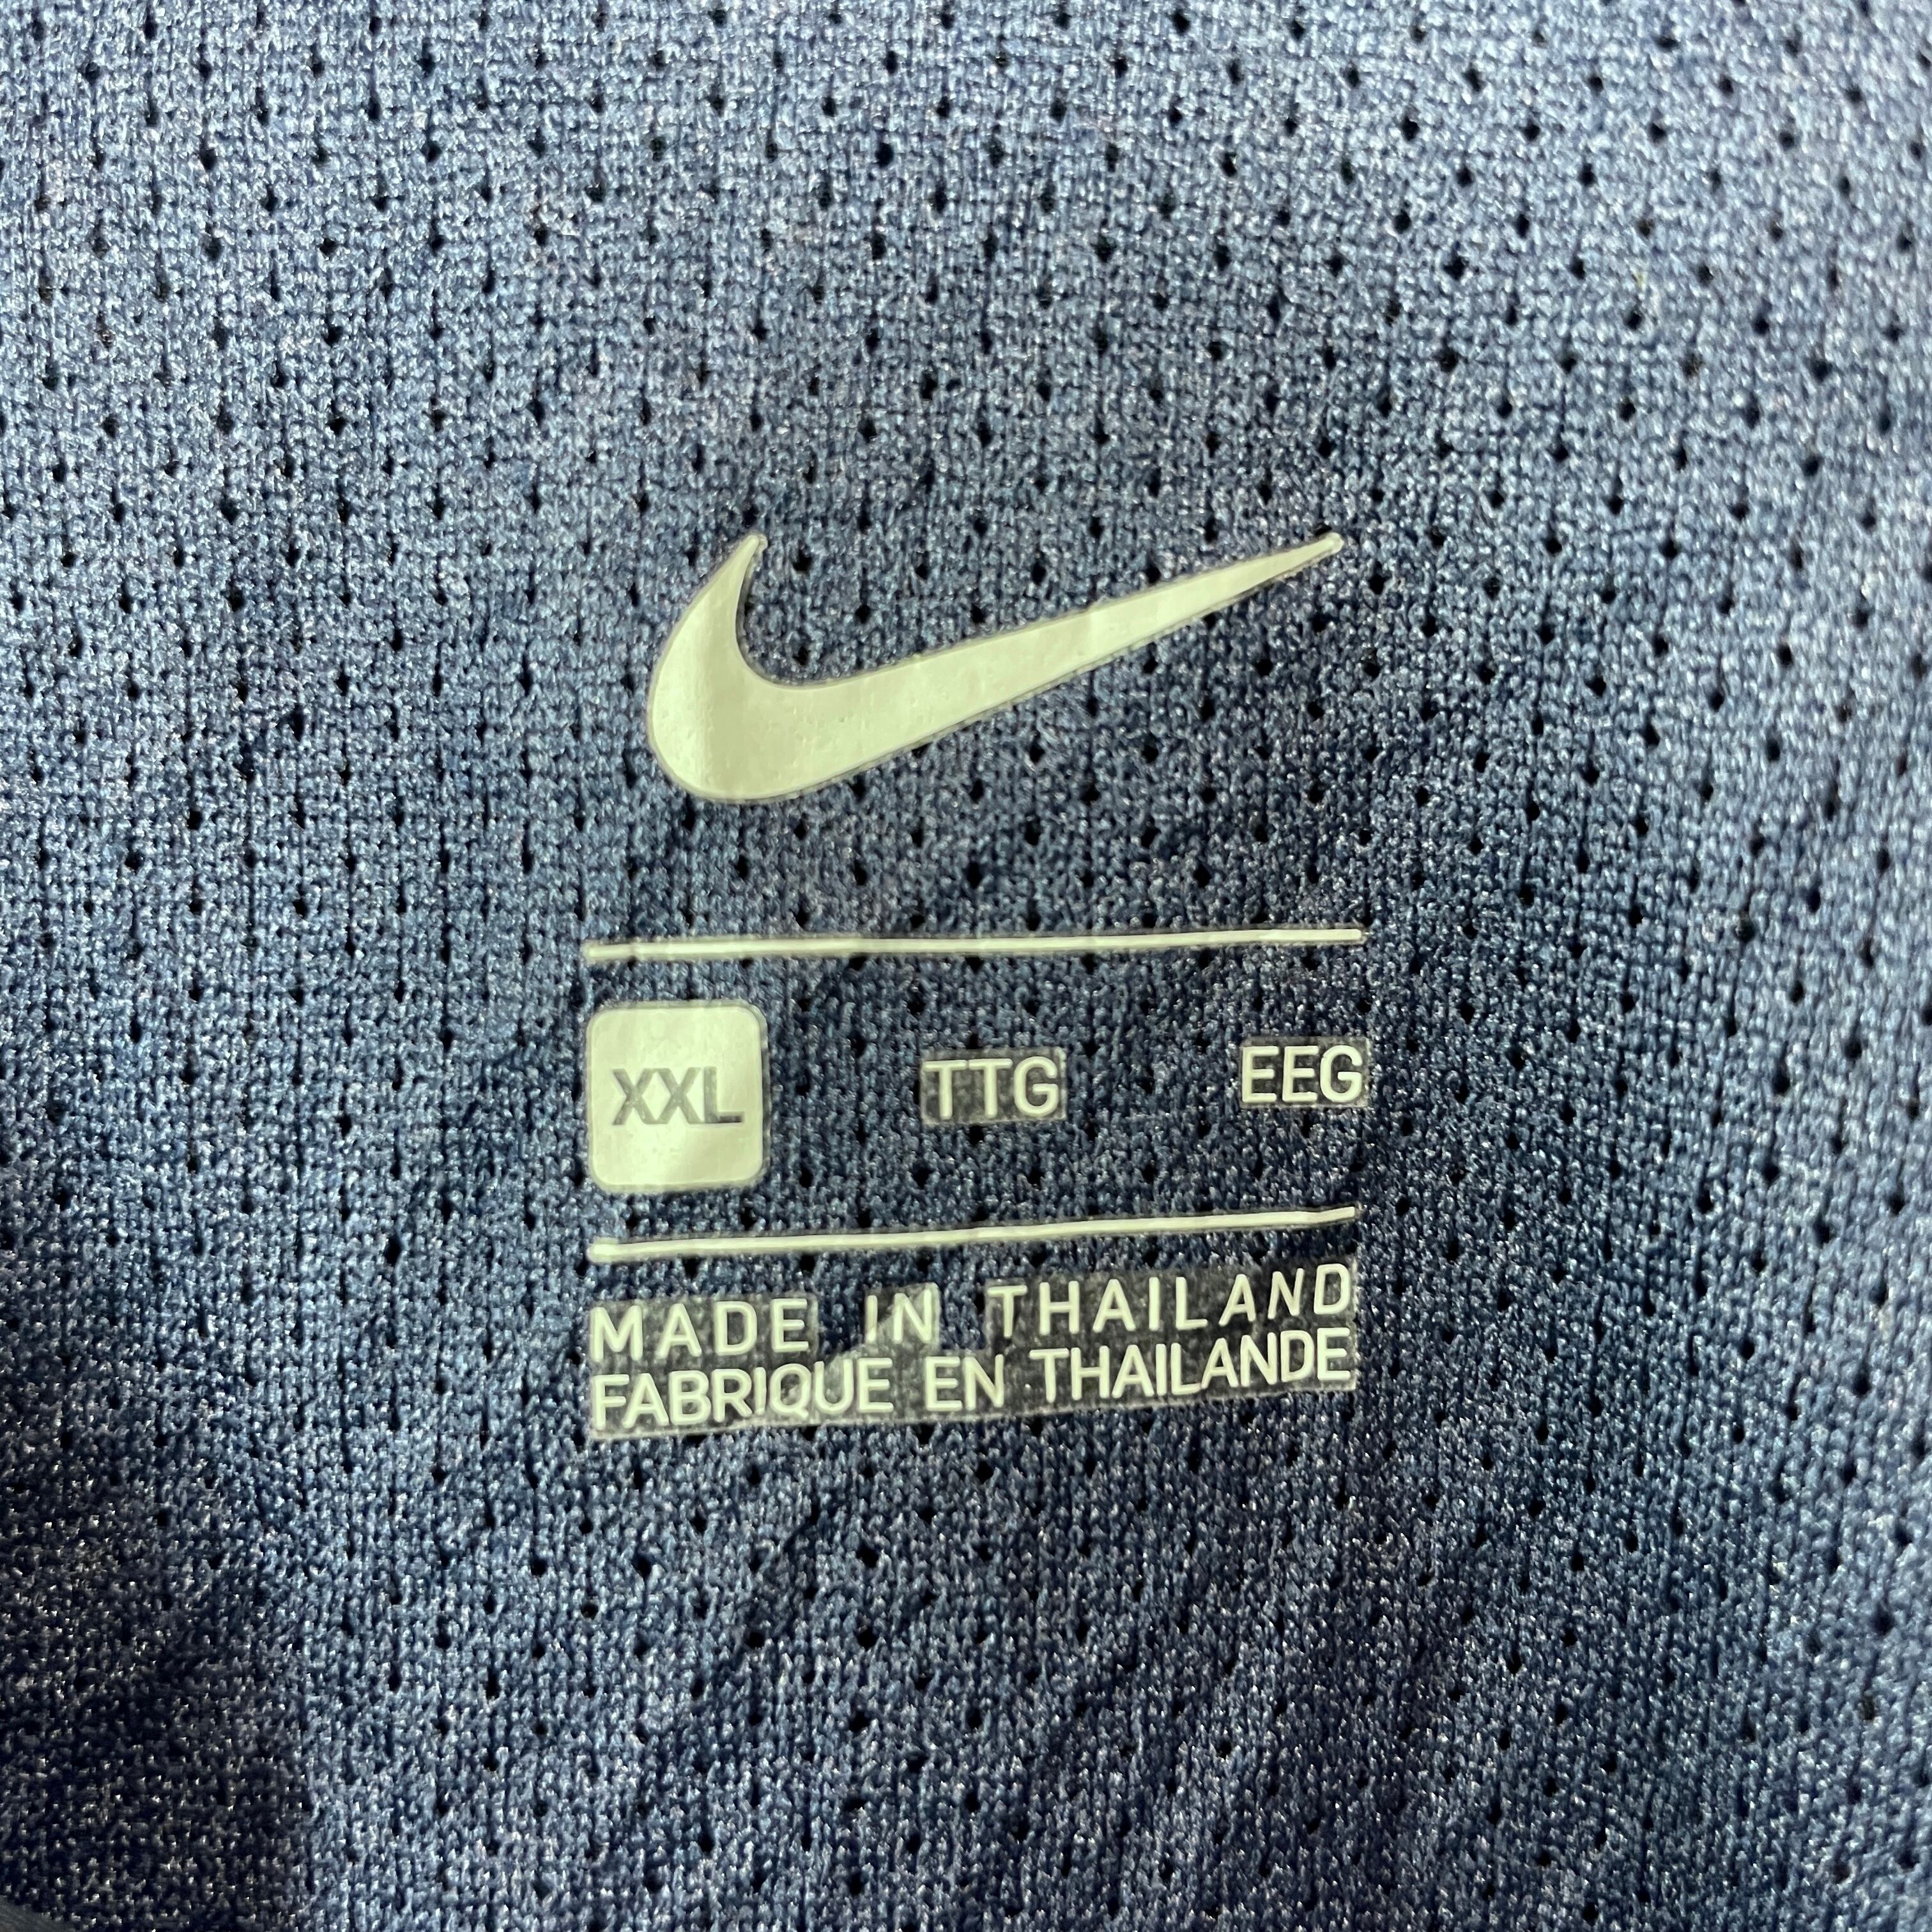 XXL TTG EEG
MADE IN THAILAND
FABRIQUE EN THAILANDE